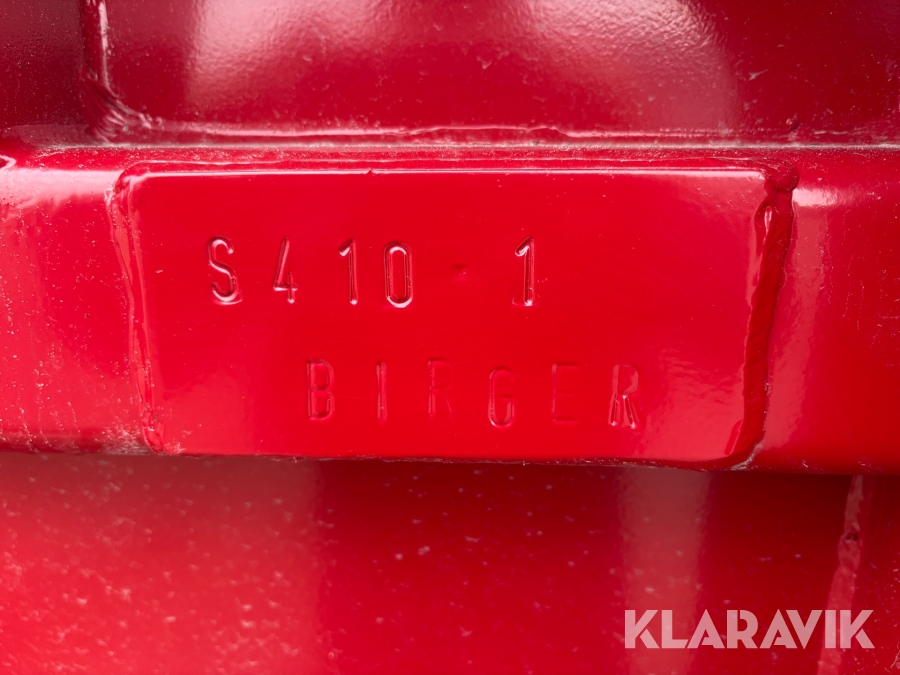 S410-1
BIRGER
KLARAVIK